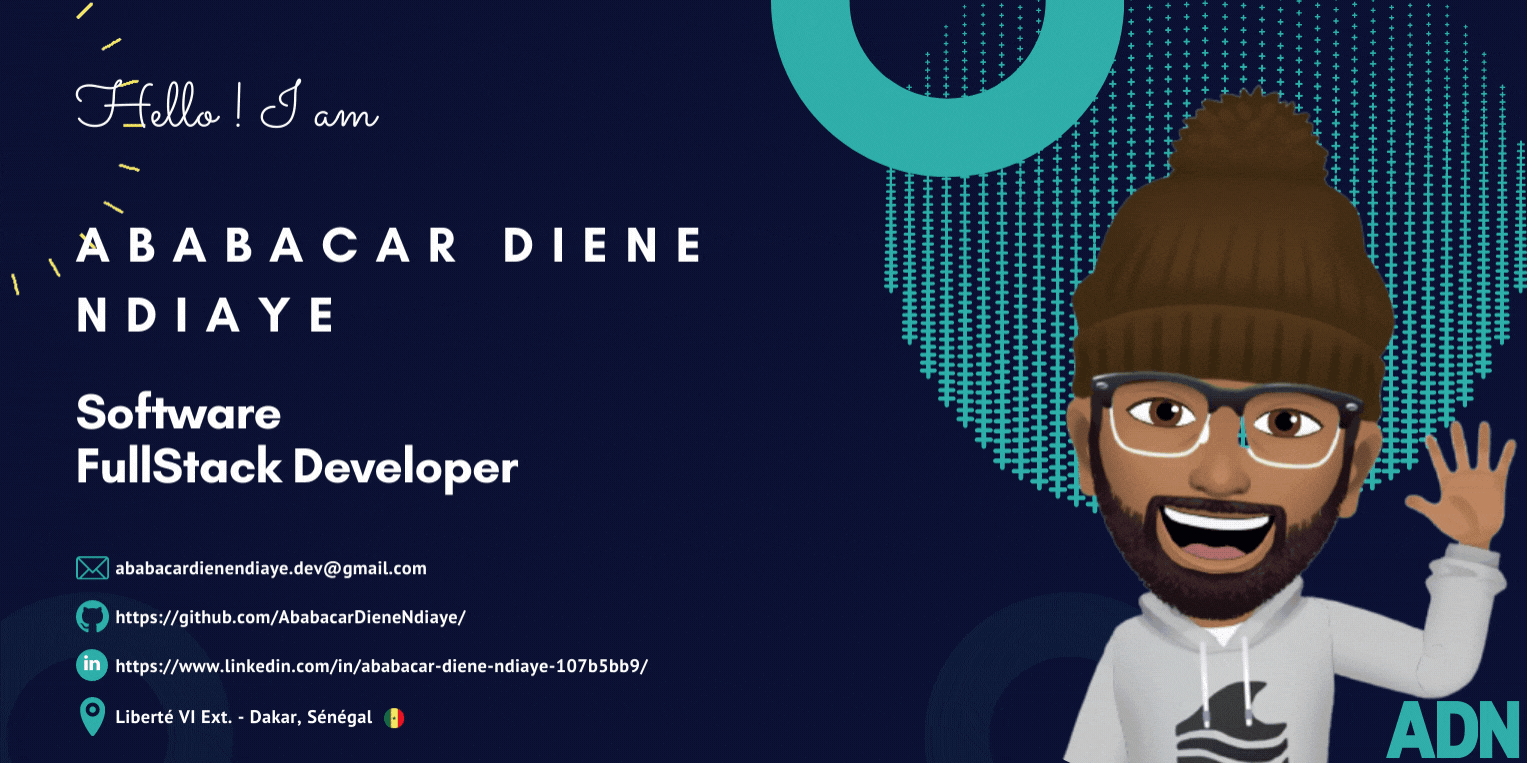 Hello ! I am
ABABACAR DIENE
NDIAYE
Software
FullStack Developer
ababacardienendiaye.dev@gmail.com
https://github.com/AbabacarDieneNdiaye/
https://www.linkedin.com/in/ababacar-diene-ndiaye-107b5bb9/
Liberté VI Ext. - Dakar, Sénégal
ADN